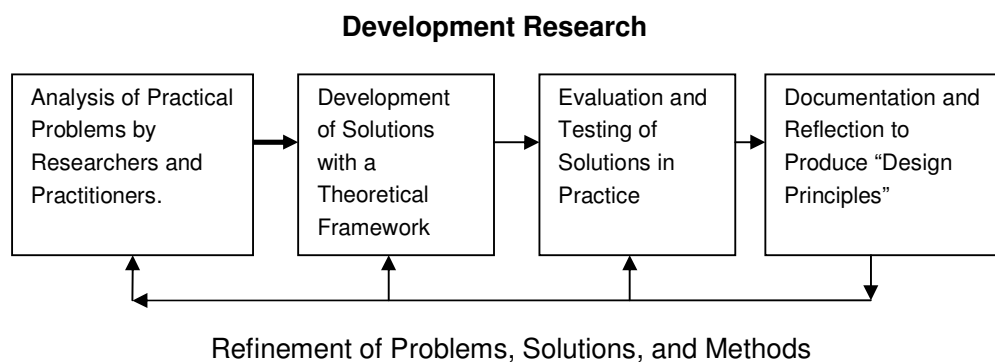 Development Research
Analysis of Practical
Problems by
Researchers and
Practitioners.
Development
of Solutions
with a
Theoretical
Framework
Evaluation and
Testing of
Solutions in
Practice
Documentation and
Reflection to
Produce “Design
Principles”
Refinement of Problems, Solutions, and Methods